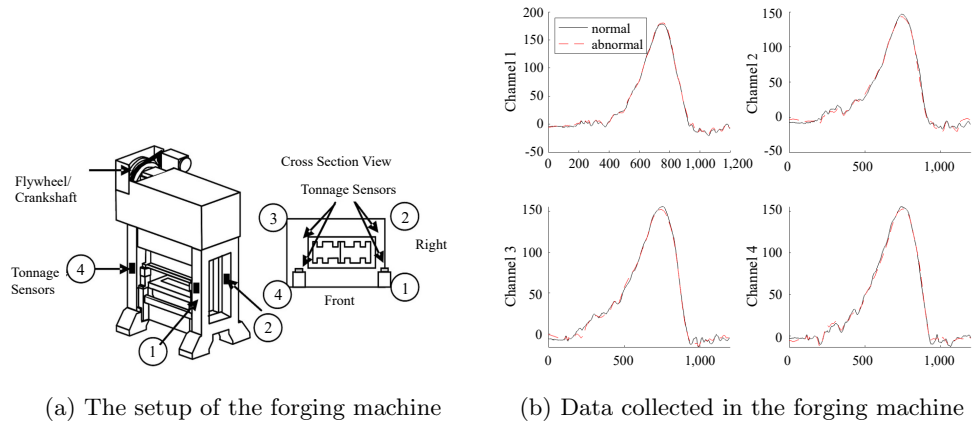 Flywheel/
Crankshaft
Cross Section View
Tonnage Sensors
3
2
Right
4
1
Front
Tonnage
Sensors
4
1
2
Channel 1
200
150
100
50
0
-50
0 200 400 600 800 1,000 1,200
normal
abnormal
Channel 2
150
100
50
0
-50
0 500 1,000
Channel 3
150
100
50
0
0 500 1,000
Channel 4
150
100
50
0
0 500 1,000
(a) The setup of the forging machine
(b) Data collected in the forging machine